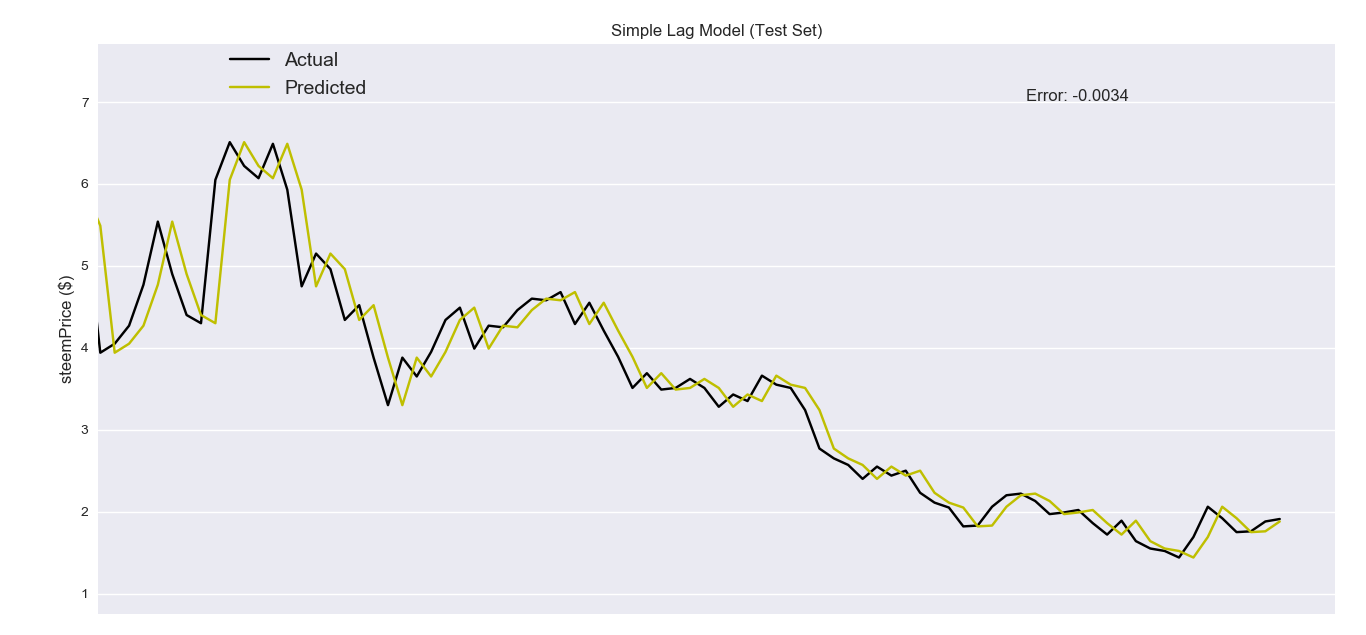 Simple Lag Model (Test Set)
Actual
Predicted
Error: -0.0034
7
6
5
4
3
2
1
steemPrice ($)